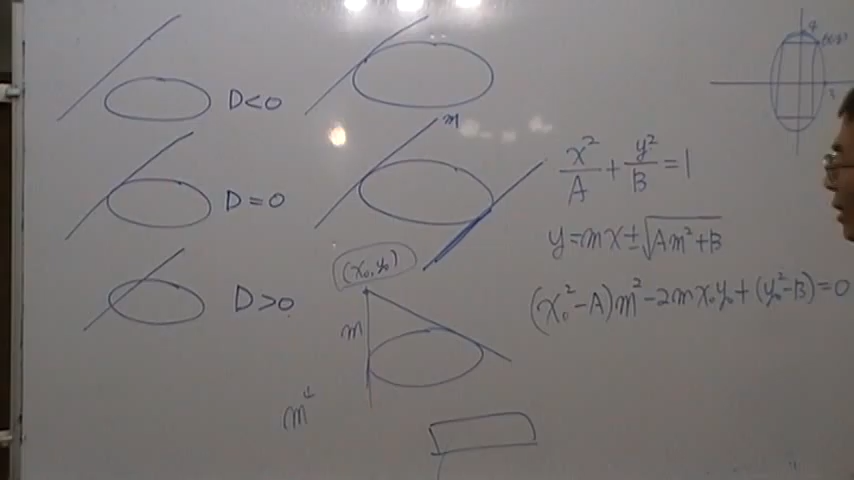 D<0
D=0
D>0
m
(x₀,y₀)
m
m
x²/A + y²/B = 1
y=mx±√(Am²+B)
(x₀²-A)m²-2mx₀y₀+(y₀²-B)=0